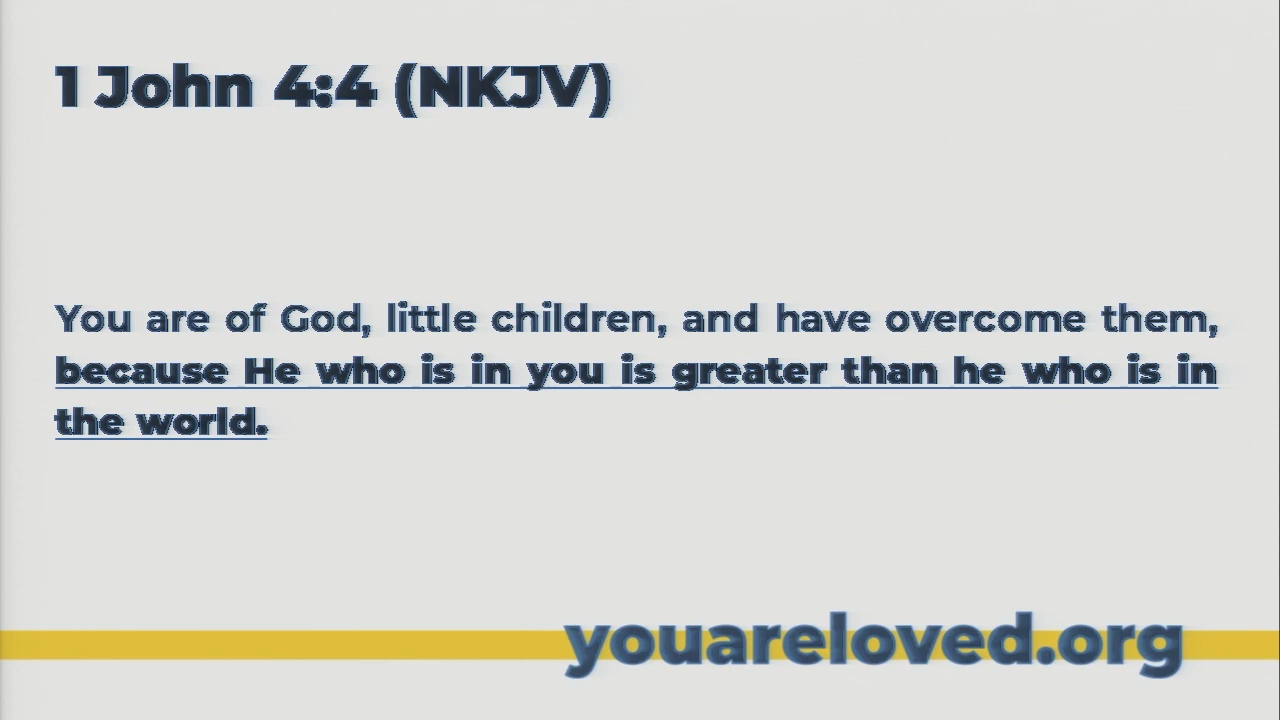 1 John 4:4 (NKJV)
You are of God, little children, and have overcome them,
because He who is in you is greater than he who is in
the world.
youareloved.org